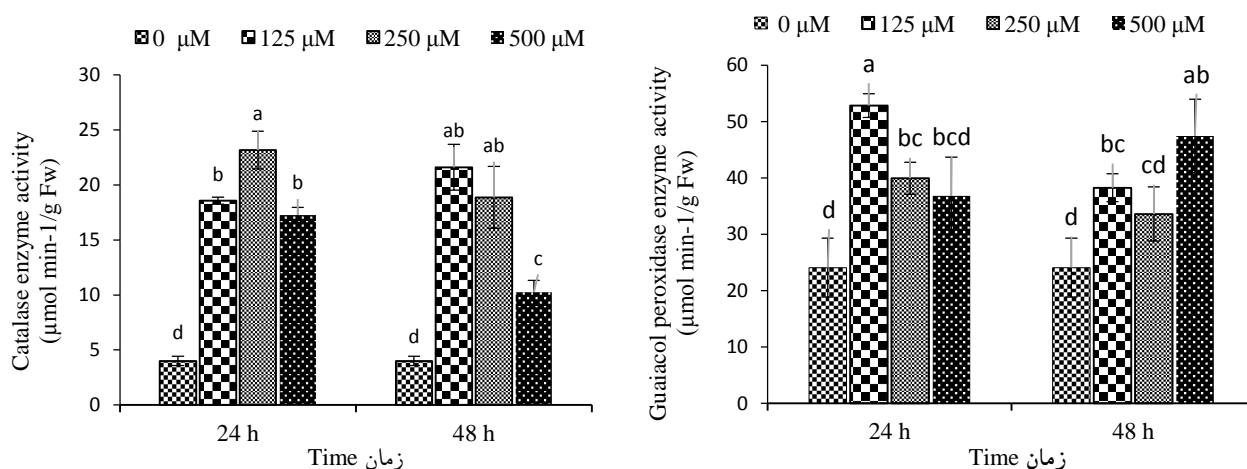 0 μM 125 μM 250 μM 500 μM
Catalase enzyme activity
(μmol min-1/g Fw)
30
25
20
15
10
5
0
d
b
a
b
d
ab
ab
c
24 h
48 h
Time زمان
0 μM 125 μM 250 μM 500 μM
Guaiacol peroxidase enzyme activity
(μmol min-1/g Fw)
60
50
40
30
20
10
0
d
a
bc
bcd
d
bc
cd
ab
24 h
48 h
Time زمان